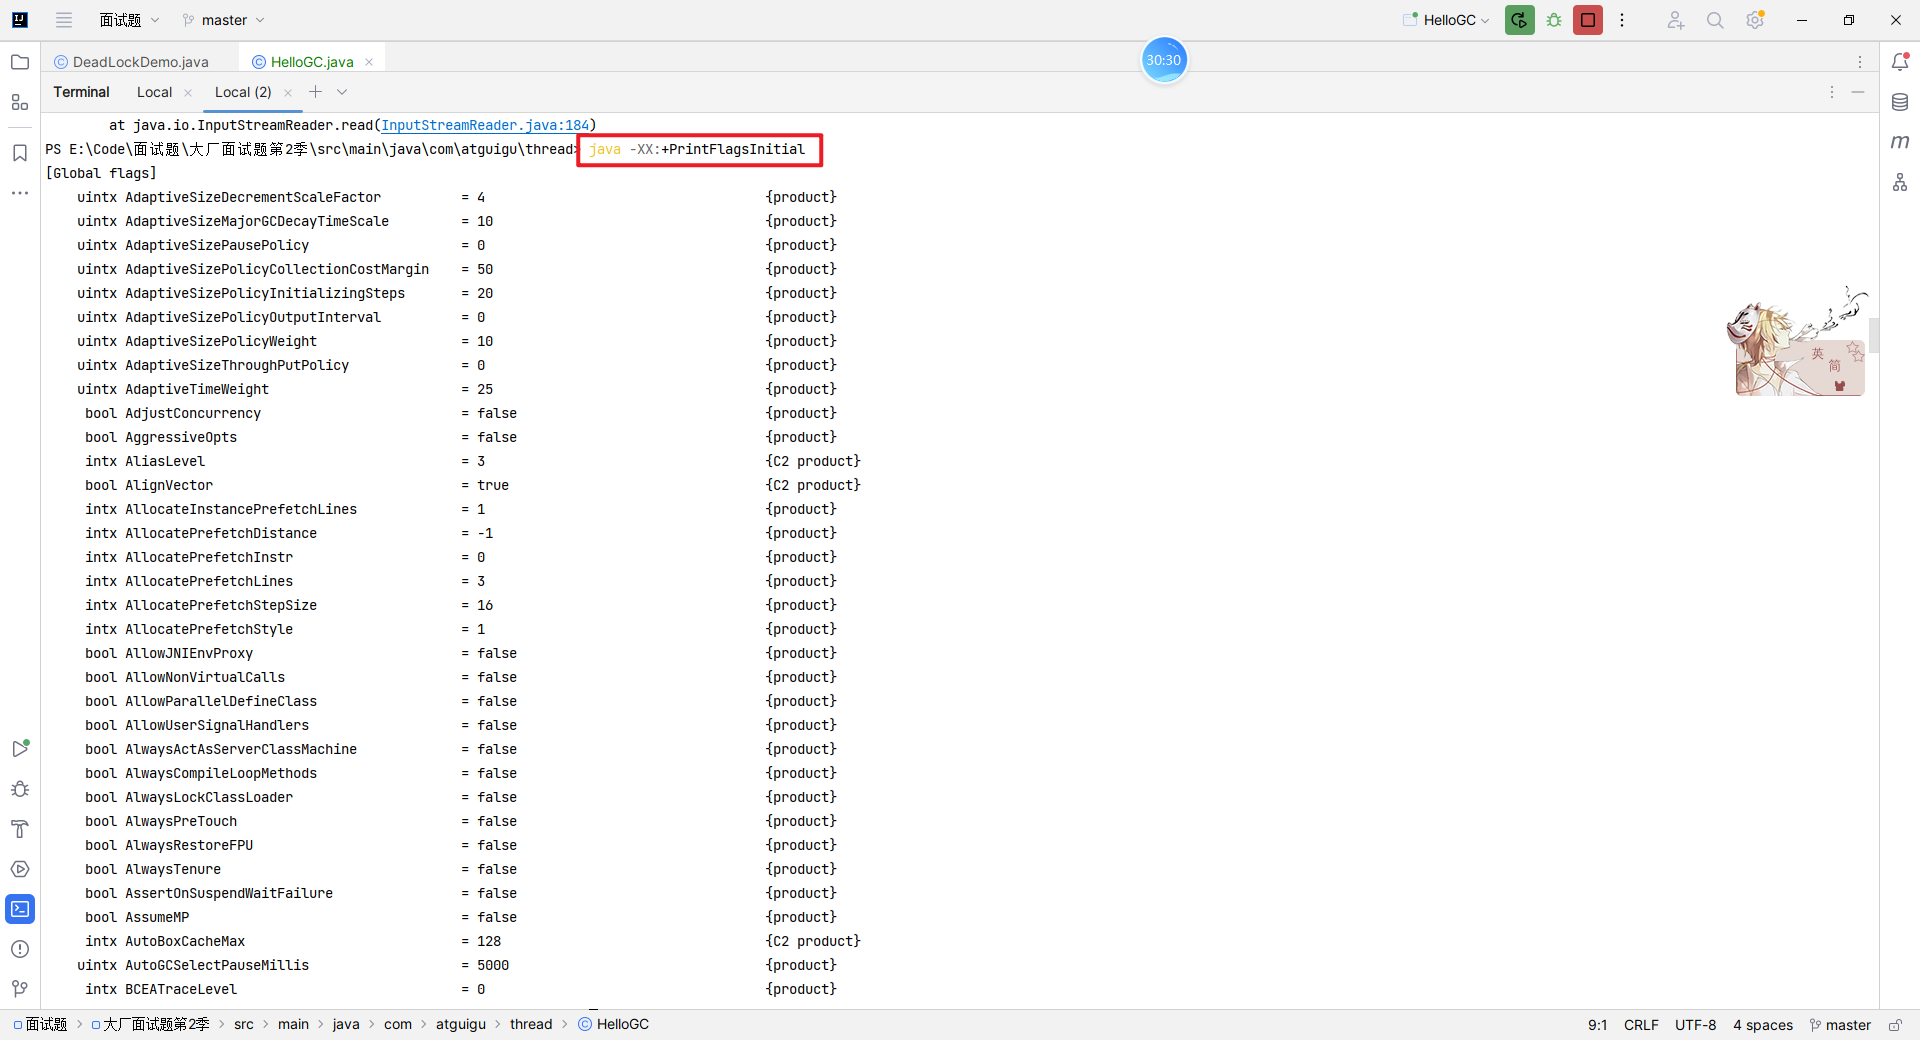 面试题 master HelloGC
DeadLockDemo.java HelloGC.java 30:30
Terminal Local Local (2)
at java.io.InputStreamReader.read(InputStreamReader.java:184)
PS E:\Code\面试题\大厂面试题第2季\src\main\java\com\atguigu\thread> java -XX:+PrintFlagsInitial
[Global flags]
uintx AdaptiveSizeDecrementScaleFactor = 4 {product}
uintx AdaptiveSizeMajorGCDecayTimeScale = 10 {product}
uintx AdaptiveSizePausePolicy = 0 {product}
uintx AdaptiveSizePolicyCollectionCostMargin = 50 {product}
uintx AdaptiveSizePolicyInitializingSteps = 20 {product}
uintx AdaptiveSizePolicyOutputInterval = 0 {product}
uintx AdaptiveSizePolicyWeight = 10 {product}
uintx AdaptiveSizeThroughPutPolicy = 0 {product}
uintx AdaptiveTimeWeight = 25 {product}
bool AdjustConcurrency = false {product}
bool AggressiveOpts = false {product}
intx AliasLevel = 3 {C2 product}
bool AlignVector = true {C2 product}
intx AllocateInstancePrefetchLines = 1 {product}
intx AllocatePrefetchDistance = -1 {product}
intx AllocatePrefetchInstr = 0 {product}
intx AllocatePrefetchLines = 3 {product}
intx AllocatePrefetchStepSize = 16 {product}
intx AllocatePrefetchStyle = 1 {product}
bool AllowJNIEnvProxy = false {product}
bool AllowNonVirtualCalls = false {product}
bool AllowParallelDefineClass = false {product}
bool AllowUserSignalHandlers = false {product}
bool AlwaysActAsServerClassMachine = false {product}
bool AlwaysCompileLoopMethods = false {product}
bool AlwaysLockClassLoader = false {product}
bool AlwaysPreTouch = false {product}
bool AlwaysRestoreFPU = false {product}
bool AlwaysTenure = false {product}
bool AssertOnSuspendWaitFailure = false {product}
bool AssumeMP = false {product}
intx AutoBoxCacheMax = 128 {C2 product}
uintx AutoGCSelectPauseMillis = 5000 {product}
intx BCEATraceLevel = 0 {product}
英
简
面试题 > 大厂面试题第2季 > src > main > java > com > atguigu > thread > HelloGC 9:1 CRLF UTF-8 4 spaces master